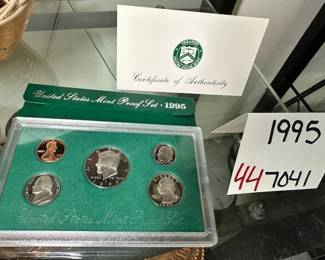 Certificate of Authenticity
United States Mint Proof Set - 1995
1995
44 7041
United States Mint Proof Set